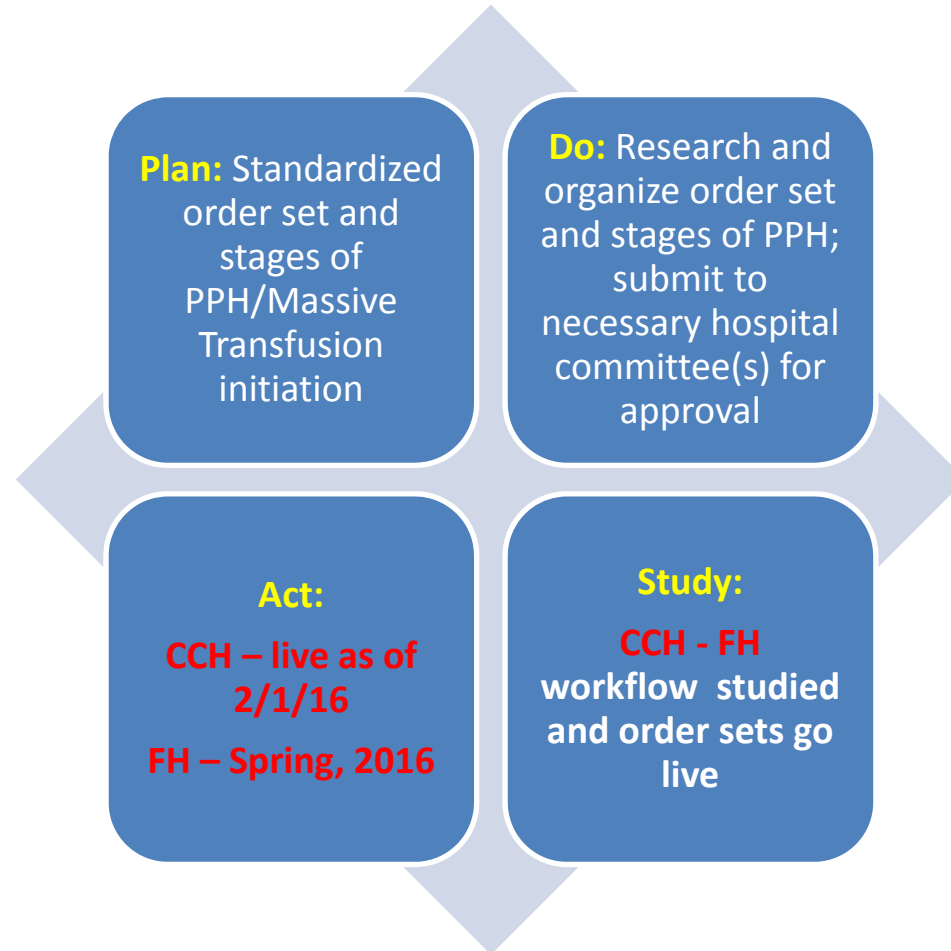 Plan: Standardized
order set and
stages of
PPH/Massive
Transfusion
initiation
Do: Research and
organize order set
and stages of PPH;
submit to
necessary hospital
committee(s) for
approval
Act:
CCH – live as of
2/1/16
FH – Spring, 2016
Study:
CCH - FH
workflow studied
and order sets go
live